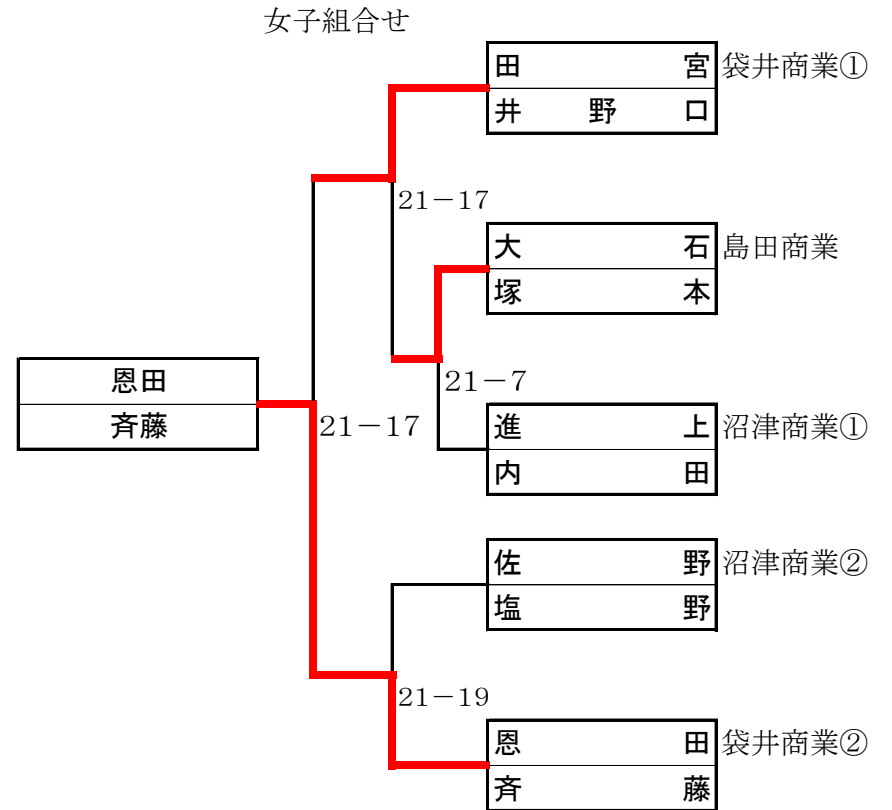 女子組合せ
田宮 袋井商業①
井野口
21－17
大石 島田商業
塚本
恩田
斉藤
21－7
21－17
進上 沼津商業①
内田
佐野 沼津商業②
塩野
21－19
恩田 袋井商業②
斉藤